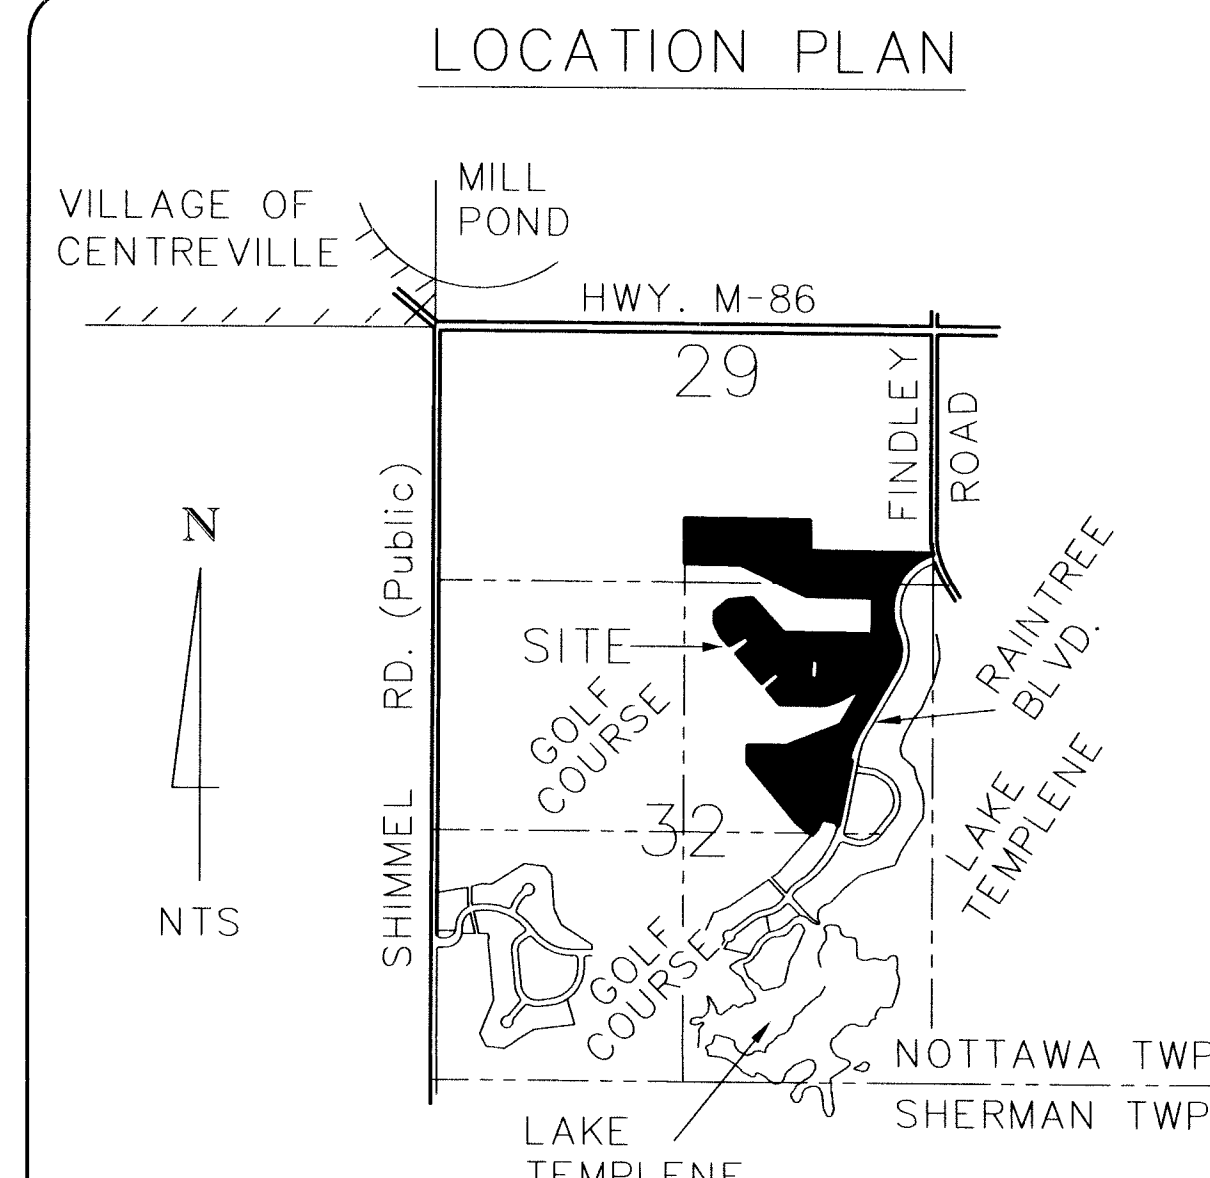 LOCATION PLAN
VILLAGE OF
CENTREVILLE
MILL
POND
HWY. M-86
29
FINDLEY
ROAD
N
SHIMMEL RD. (Public)
SITE
RAINTREE
BLVD.
GOLF
COURSE
LAKE
TEMPLENE
32
NTS
GOLF
COURSE
NOTTAWA TWP
SHERMAN TWP
LAKE
TEMPLENE